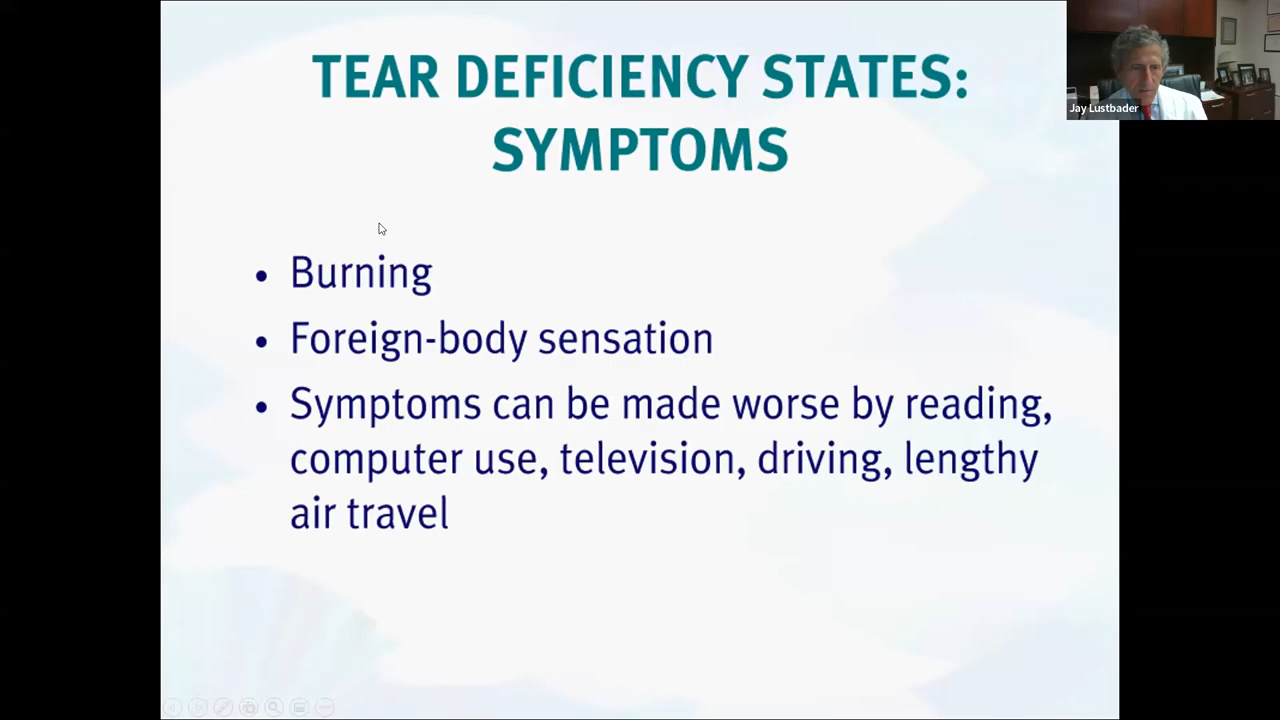 TEAR DEFICIENCY STATES:
SYMPTOMS
Jay Lustbader
• Burning
• Foreign-body sensation
• Symptoms can be made worse by reading,
computer use, television, driving, lengthy
air travel